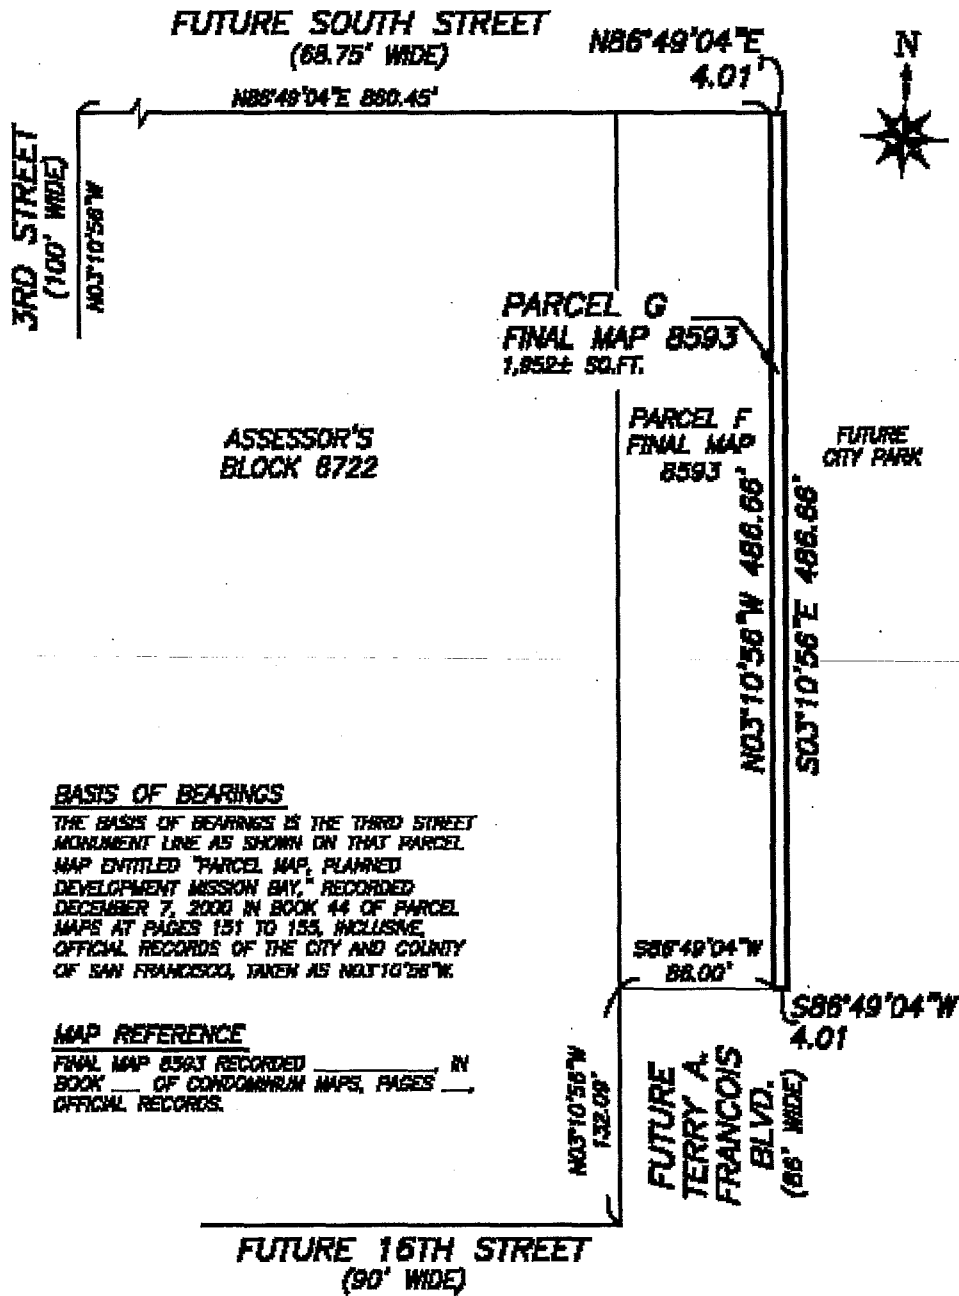 FUTURE SOUTH STREET
(68.75' WIDE)
N86°49'04"E
4.01'
N
N86°49'04"E 860.45'
3RD STREET
(100' WIDE)
N03°10'56"W
PARCEL G
FINAL MAP 8593
1,952± SQ.FT.
ASSESSOR'S
BLOCK 8722
PARCEL F
FINAL MAP
8593
FUTURE
CITY PARK
N03°10'56"W 486.66'
S03°10'56"E 486.66'
BASIS OF BEARINGS
THE BASIS OF BEARINGS IS THE THIRD STREET
MONUMENT LINE AS SHOWN ON THAT PARCEL
MAP ENTITLED "PARCEL MAP, PLANNED
DEVELOPMENT MISSION BAY," RECORDED
DECEMBER 7, 2000 IN BOOK 44 OF PARCEL
MAPS AT PAGES 151 TO 155, INCLUSIVE,
OFFICIAL RECORDS OF THE CITY AND COUNTY
OF SAN FRANCISCO, TAKEN AS N03°10'56"W.
S86°49'04"W
86.00'
S86°49'04"W
4.01
MAP REFERENCE
FINAL MAP 8593 RECORDED ________, IN
BOOK ___ OF CONDOMINIUM MAPS, PAGES ___,
OFFICIAL RECORDS.
N03°10'56"W
132.09'
FUTURE
TERRY A.
FRANCOIS
BLVD.
(86' WIDE)
FUTURE 16TH STREET
(90' WIDE)